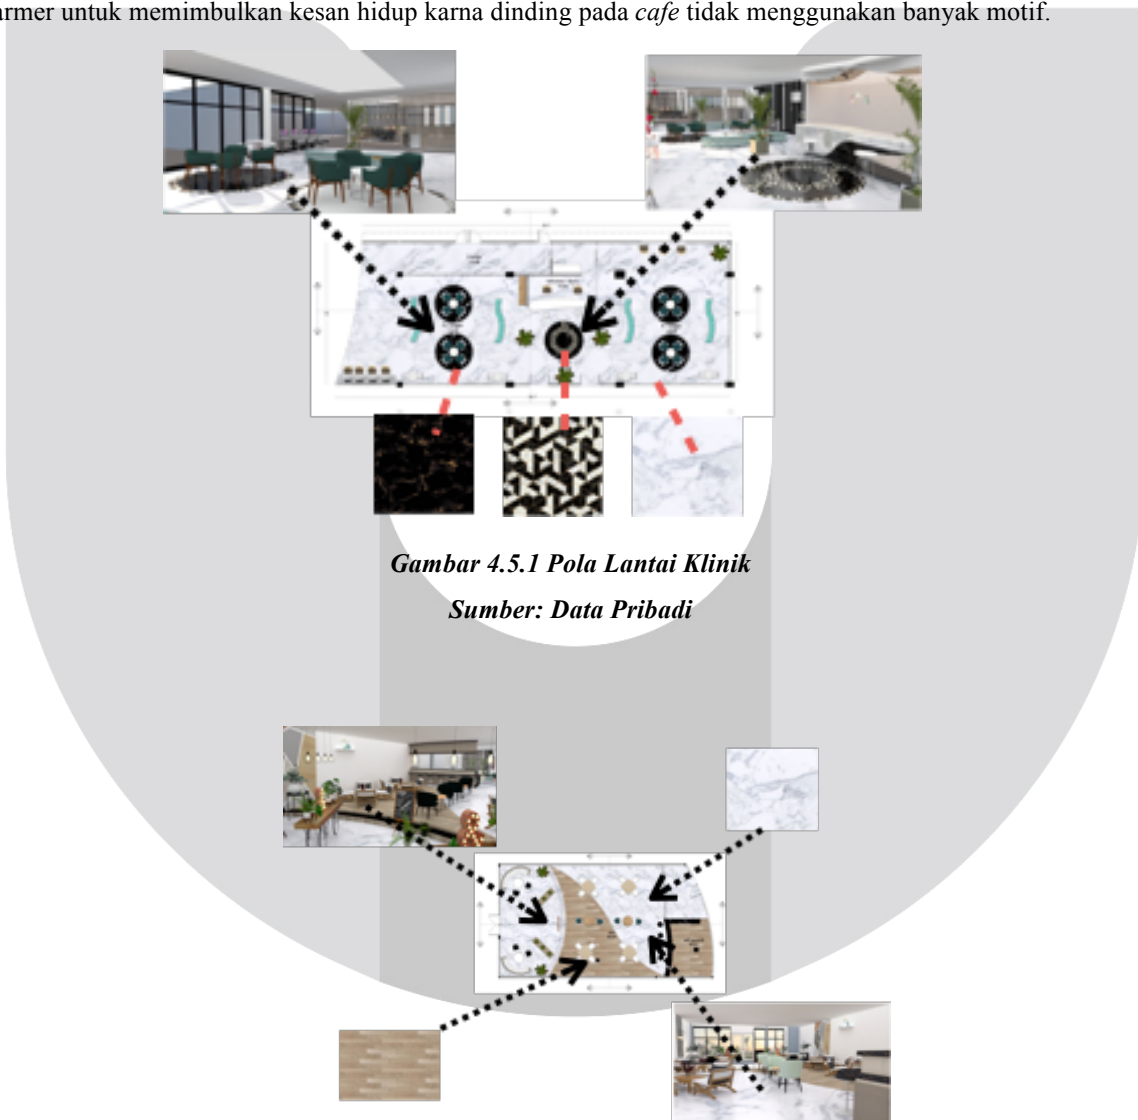 armer untuk memimbulkan kesan hidup karna dinding pada cafe tidak menggunakan banyak motif.
Gambar 4.5.1 Pola Lantai Klinik
Sumber: Data Pribadi